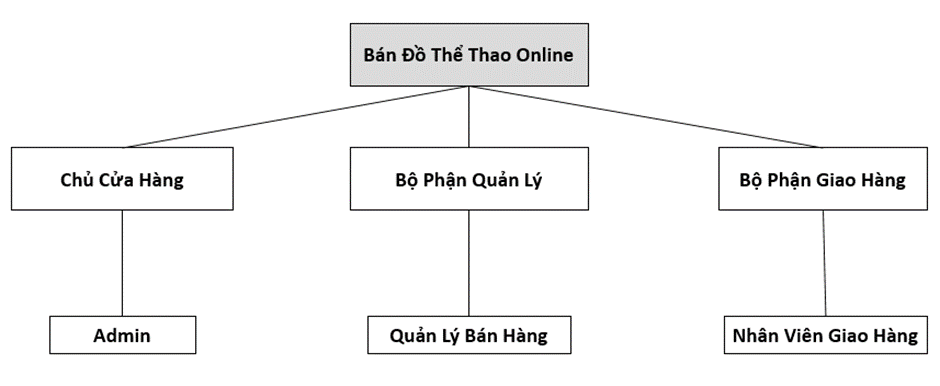 Bán Đồ Thể Thao Online
Chủ Cửa Hàng
Bộ Phận Quản Lý
Bộ Phận Giao Hàng
Admin
Quản Lý Bán Hàng
Nhân Viên Giao Hàng